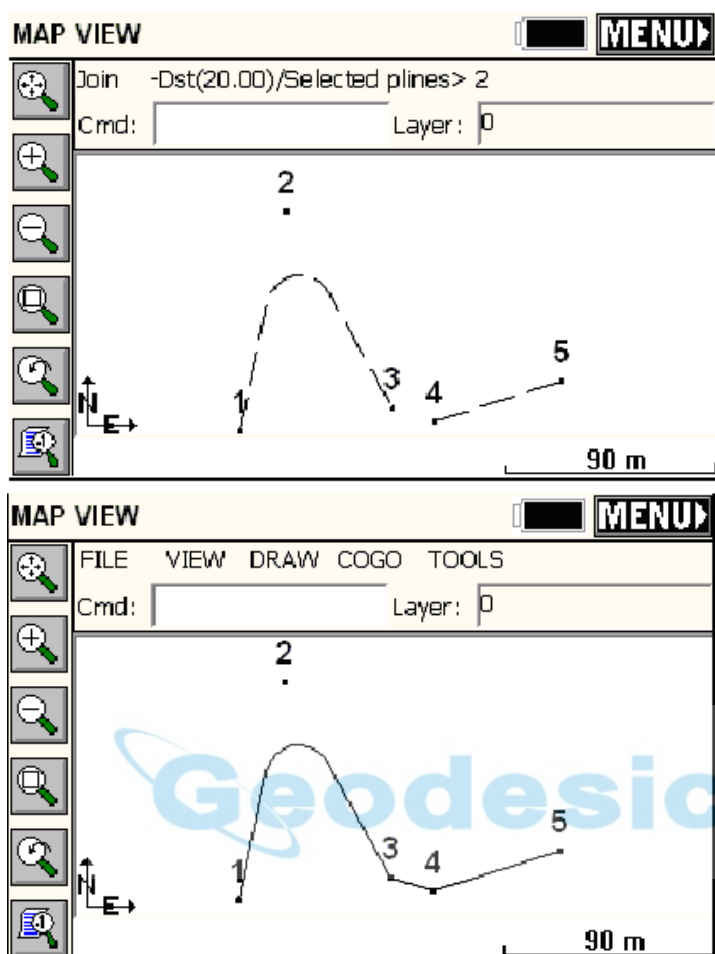 MAP VIEW MENU
Join -Dst(20.00)/Selected plines> 2
Cmd: Layer: 0
2
5
3
4
1
N
E
90 m
MAP VIEW MENU
FILE VIEW DRAW COGO TOOLS
Cmd: Layer: 0
2
Geodesic
5
3
4
1
N
E
90 m